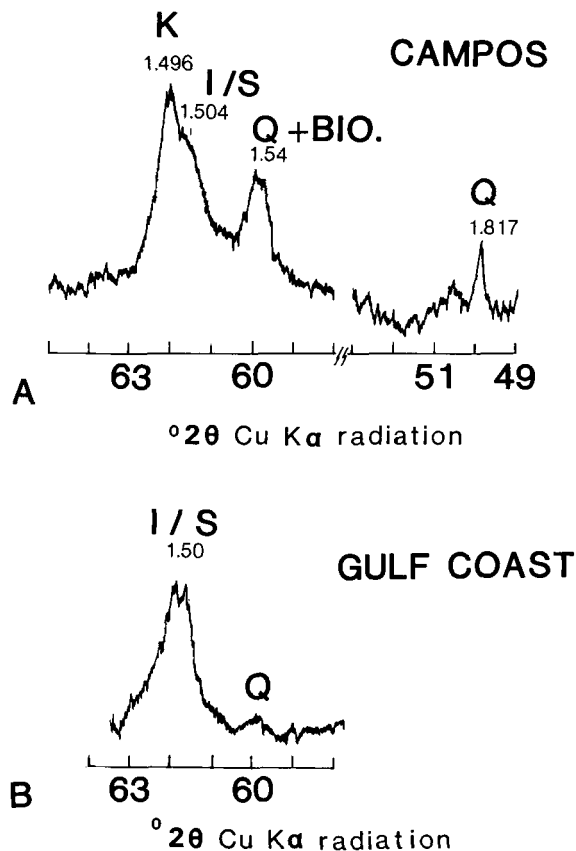 K
CAMPOS
1.496
I/S
1.504
Q+BIO.
1.54
Q
1.817
63 60 51 49
A
°2θ Cu Kα radiation
I/S
1.50
GULF COAST
Q
63 60
B
°2θ Cu Kα radiation